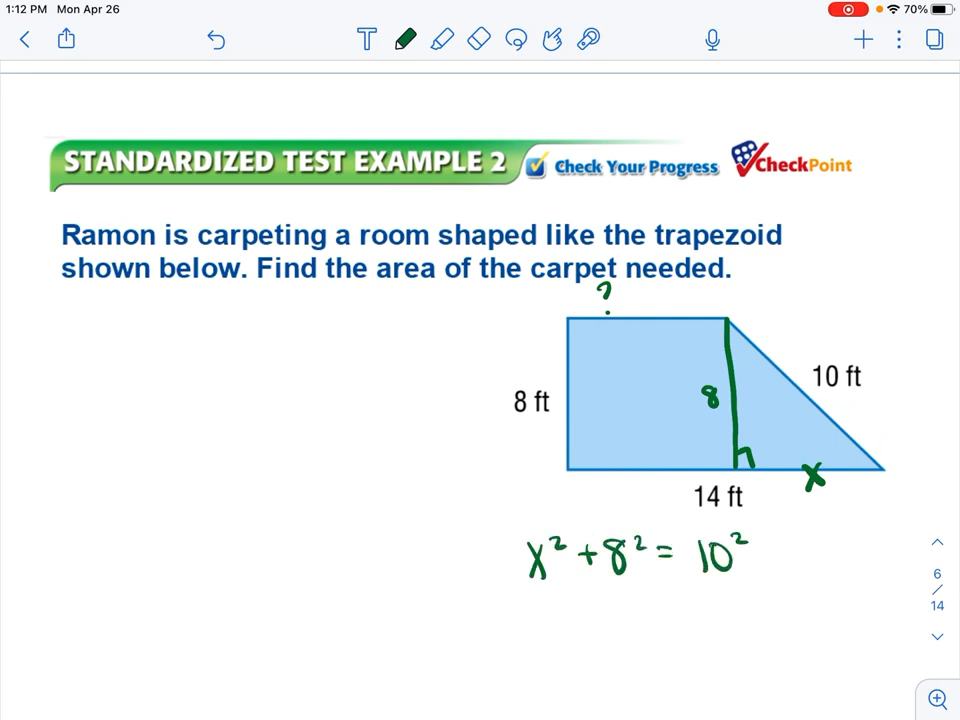 1:12 PM Mon Apr 26
70%
T
STANDARDIZED TEST EXAMPLE 2 Check Your Progress CheckPoint
Ramon is carpeting a room shaped like the trapezoid
shown below. Find the area of the carpet needed.
?
10 ft
8
8 ft
x
14 ft
x² + 8² = 10²
6
/
14